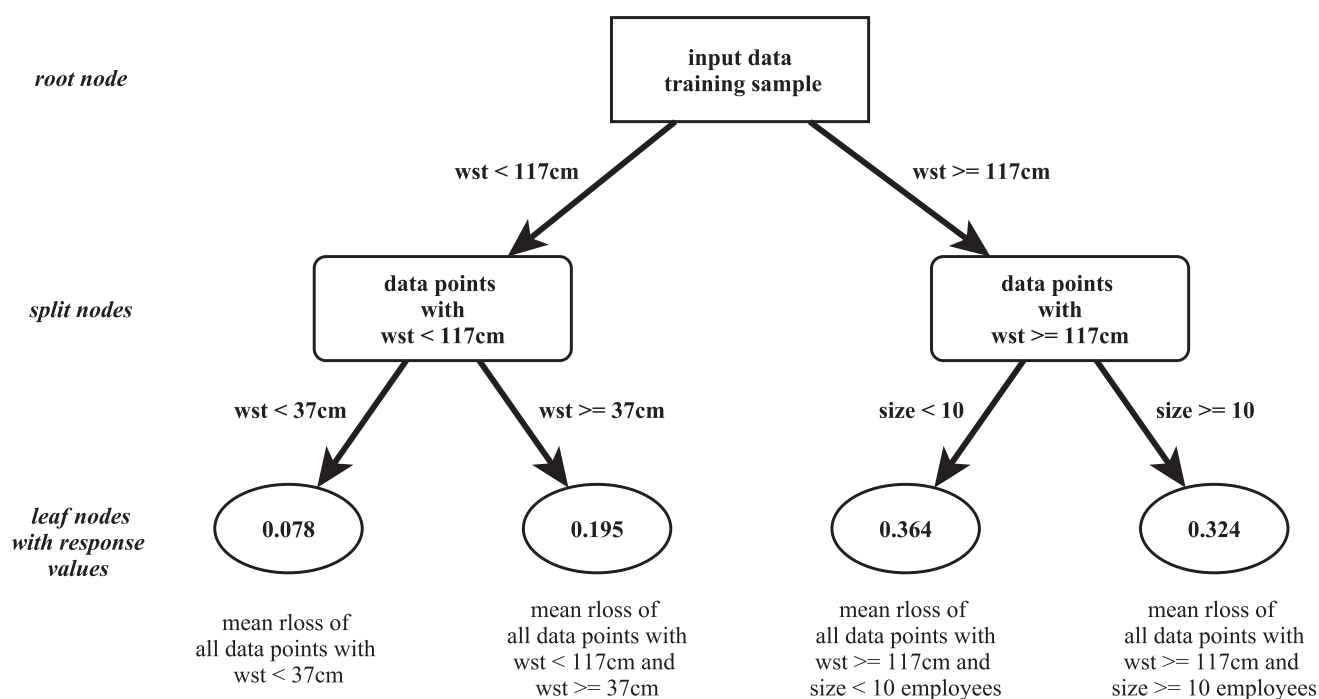 root node
input data
training sample
wst < 117cm
wst >= 117cm
split nodes
data points
with
wst < 117cm
data points
with
wst >= 117cm
wst < 37cm
wst >= 37cm
size < 10
size >= 10
leaf nodes
with response
values
0.078
0.195
0.364
0.324
mean rloss of
all data points with
wst < 37cm
mean rloss of
all data points with
wst < 117cm and
wst >= 37cm
mean rloss of
all data points with
wst >= 117cm and
size < 10 employees
mean rloss of
all data points with
wst >= 117cm and
size >= 10 employees